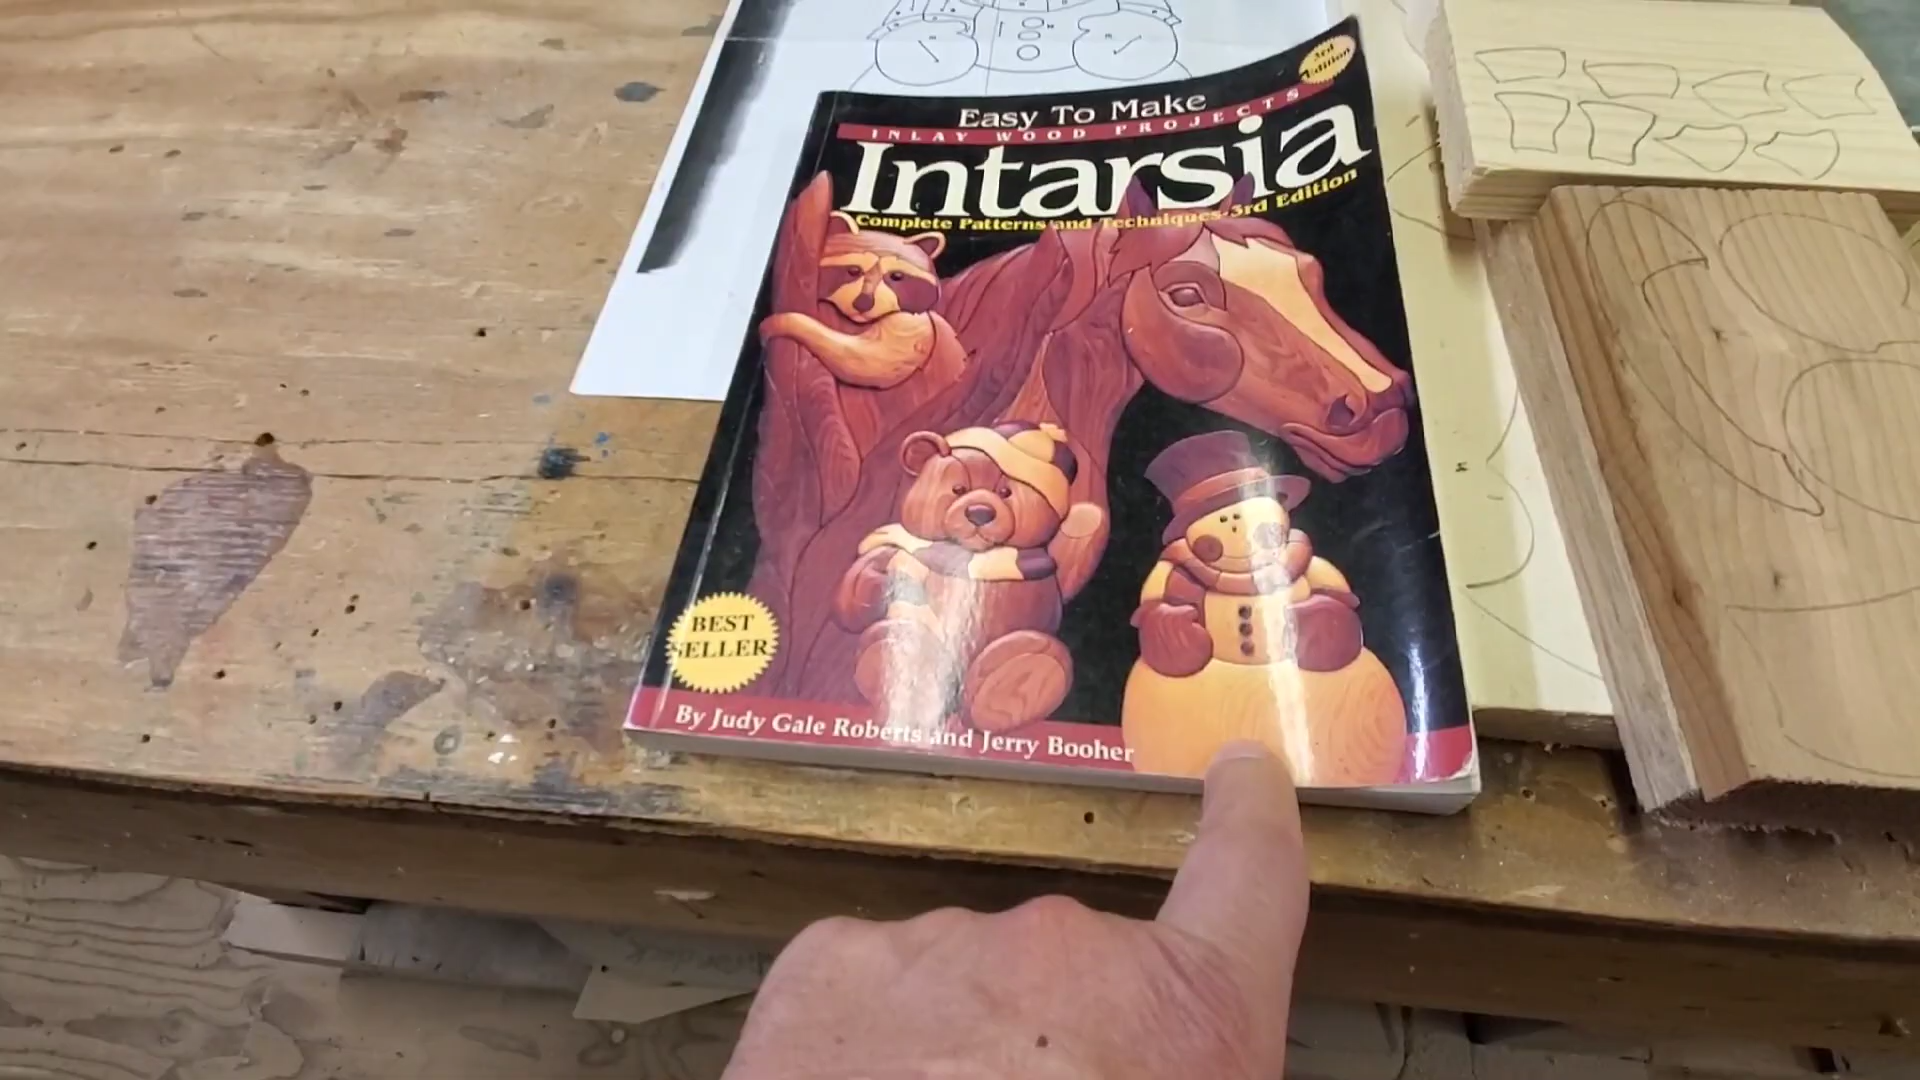 3rd
Edition
Easy To Make
INLAY WOOD PROJECTS
Intarsia
Complete Patterns and Techniques-3rd Edition
BEST
SELLER
By Judy Gale Roberts and Jerry Booher